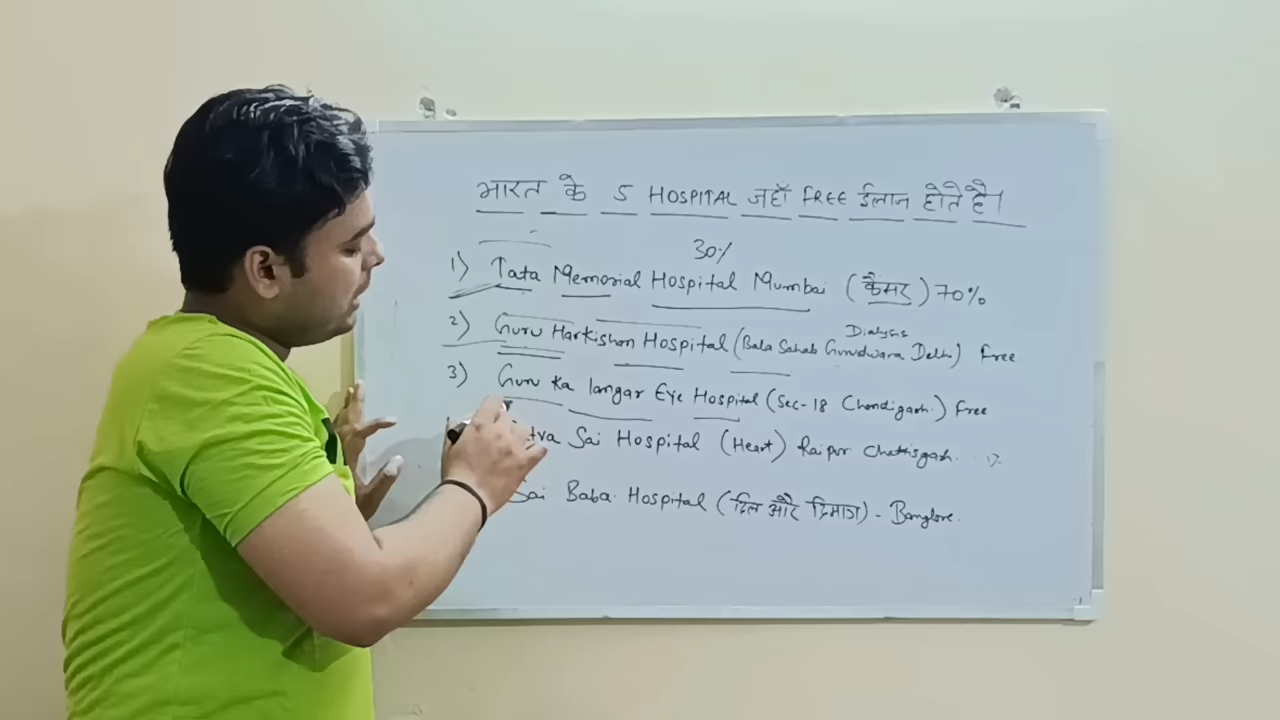 भारत के 5 HOSPITAL जहाँ FREE ईलाज होते है।
30%
1) Tata Memorial Hospital Mumbai (कैंसर) 70%
Dialysis
2) Guru Harkishan Hospital (Bala Sahab Gurudwara Delhi) free
3) Guru Ka langar Eye Hospital (Sec-18 Chandigarh.) free
Sai Hospital (Heart) Raipur Chattisgarh.
Sai Baba Hospital (दिल और दिमाग) - Banglore.